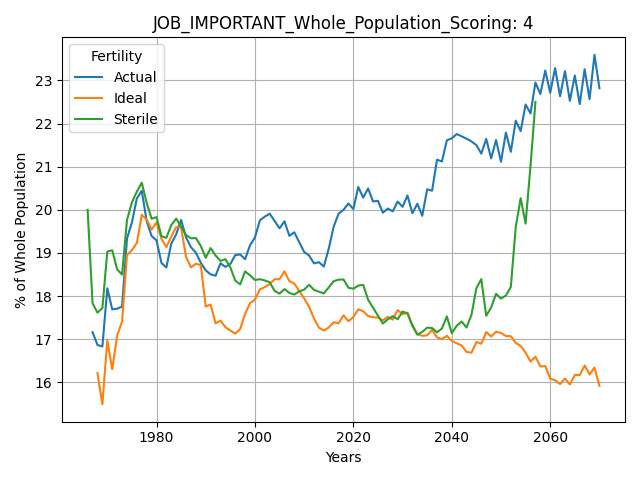 JOB_IMPORTANT_Whole_Population_Scoring: 4
Fertility
Actual
Ideal
Sterile
% of Whole Population
23
22
21
20
19
18
17
16
1980 2000 2020 2040 2060
Years